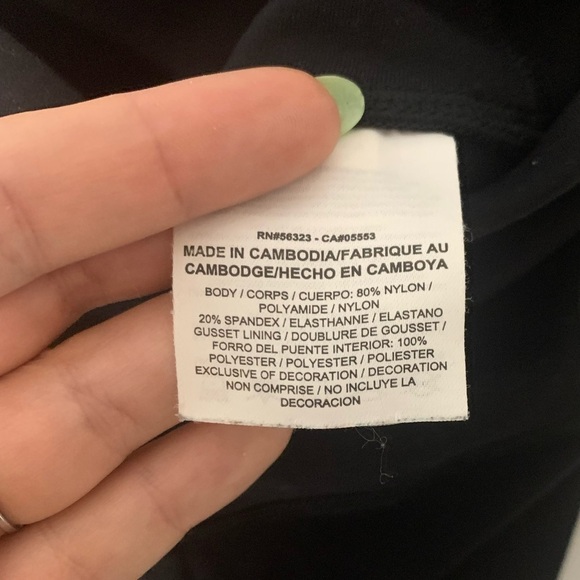 RN#56323 - CA#05553
MADE IN CAMBODIA/FABRIQUE AU
CAMBODGE/HECHO EN CAMBOYA
BODY / CORPS / CUERPO: 80% NYLON /
POLYAMIDE / NYLON
20% SPANDEX / ELASTHANNE / ELASTANO
GUSSET LINING / DOUBLURE DE GOUSSET /
FORRO DEL PUENTE INTERIOR: 100%
POLYESTER / POLYESTER / POLIESTER
EXCLUSIVE OF DECORATION / DECORATION
NON COMPRISE / NO INCLUYE LA
DECORACION